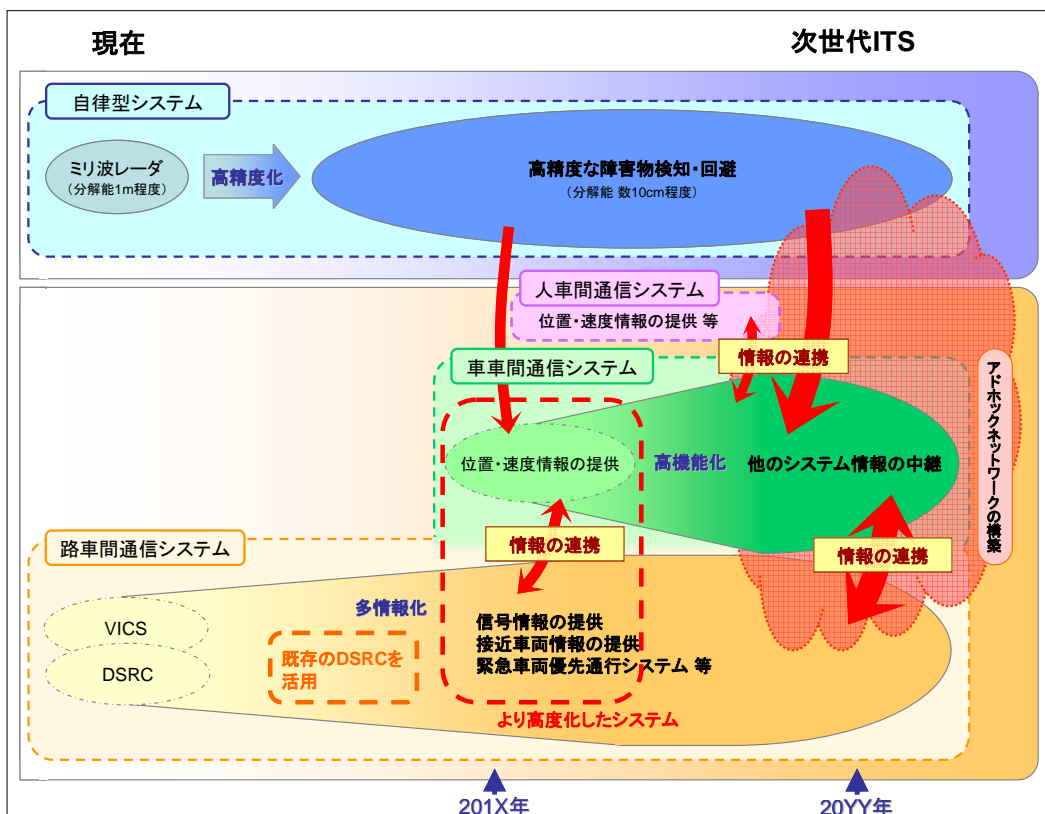 現在
次世代ITS
自律型システム
ミリ波レーダ
（分解能1m程度）
高精度化
高精度な障害物検知・回避
（分解能 数10cm程度）
人車間通信システム
位置・速度情報の提供 等
情報の連携
車車間通信システム
位置・速度情報の提供
高機能化
他のシステム情報の中継
アドホックネットワークの構築
情報の連携
情報の連携
路車間通信システム
多情報化
VICS
DSRC
既存のDSRCを
活用
信号情報の提供
接近車両情報の提供
緊急車両優先通行システム 等
より高度化したシステム
201X年
20YY年